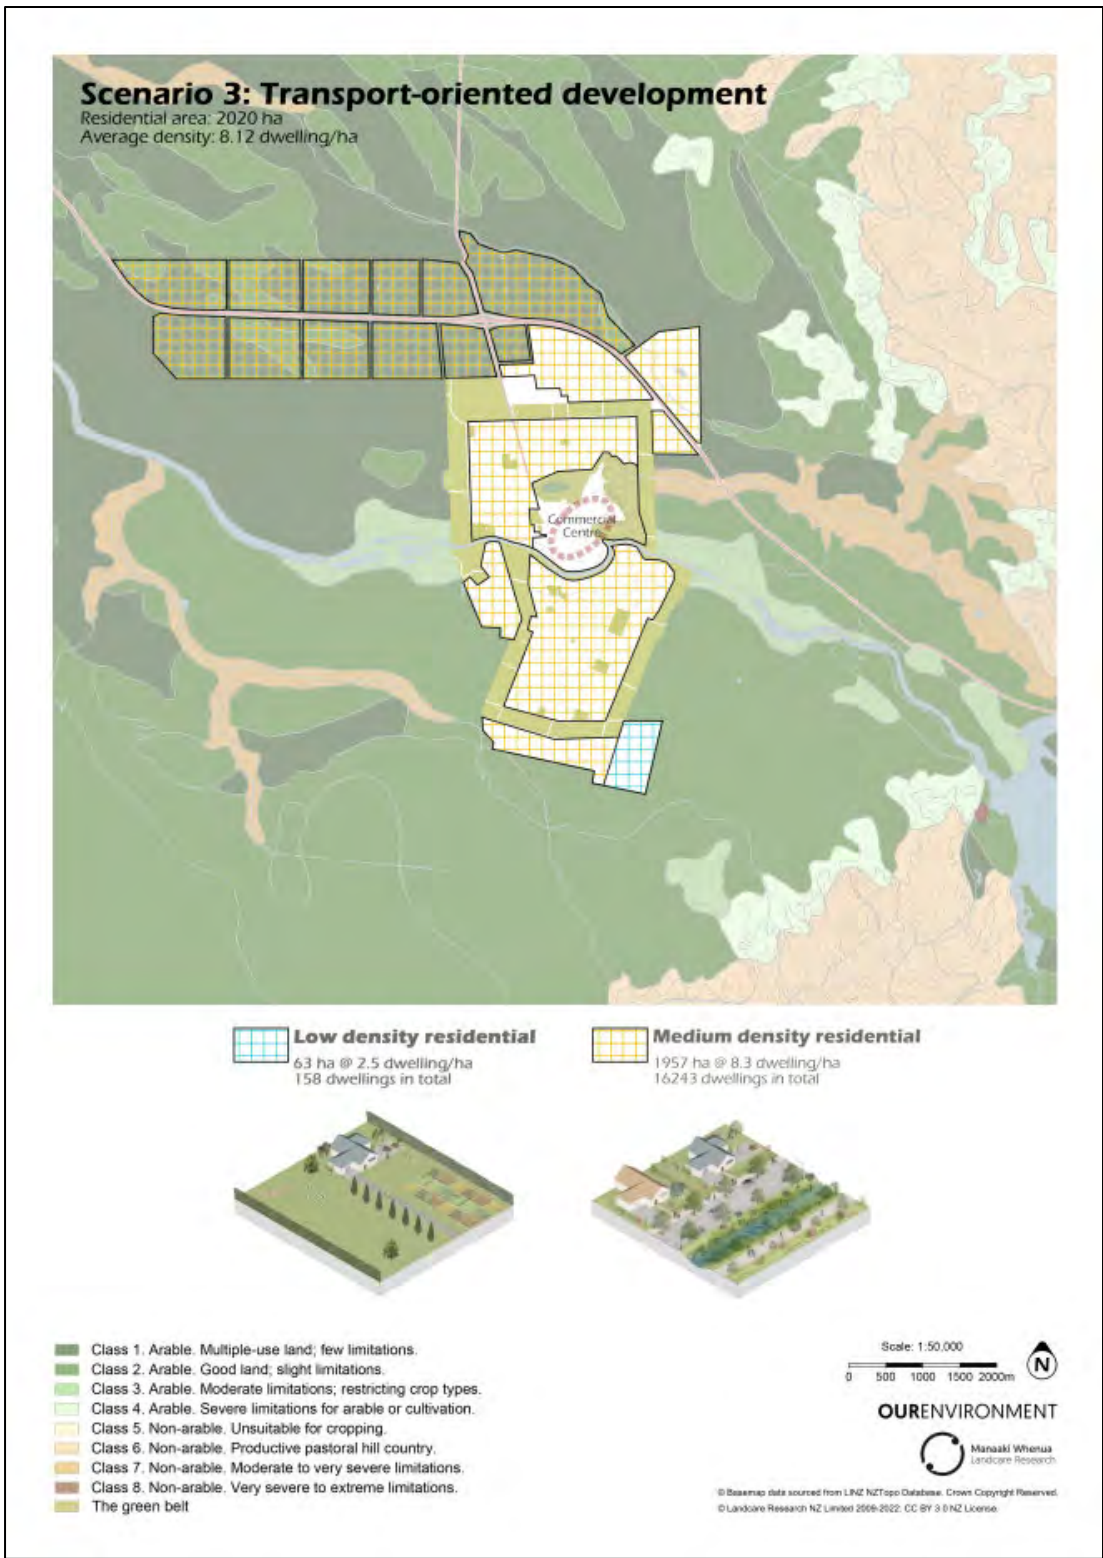 Scenario 3: Transport-oriented development
Residential area: 2020 ha
Average density: 8.12 dwelling/ha
Commercial
Centre
Low density residential
63 ha @ 2.5 dwelling/ha
158 dwellings in total
Medium density residential
1957 ha @ 8.3 dwelling/ha
16243 dwellings in total
Class 1. Arable. Multiple-use land; few limitations.
Class 2. Arable. Good land; slight limitations.
Class 3. Arable. Moderate limitations; restricting crop types.
Class 4. Arable. Severe limitations for arable or cultivation.
Class 5. Non-arable. Unsuitable for cropping.
Class 6. Non-arable. Productive pastoral hill country.
Class 7. Non-arable. Moderate to very severe limitations.
Class 8. Non-arable. Very severe to extreme limitations.
The green belt
Scale: 1:50,000
0 500 1000 1500 2000m
N
OURENVIRONMENT
Manaaki Whenua
Landcare Research
© Basemap data sourced from LINZ NZTopo Database. Crown Copyright Reserved.
© Landcare Research NZ Limited 2009-2022. CC BY 3.0 NZ License.